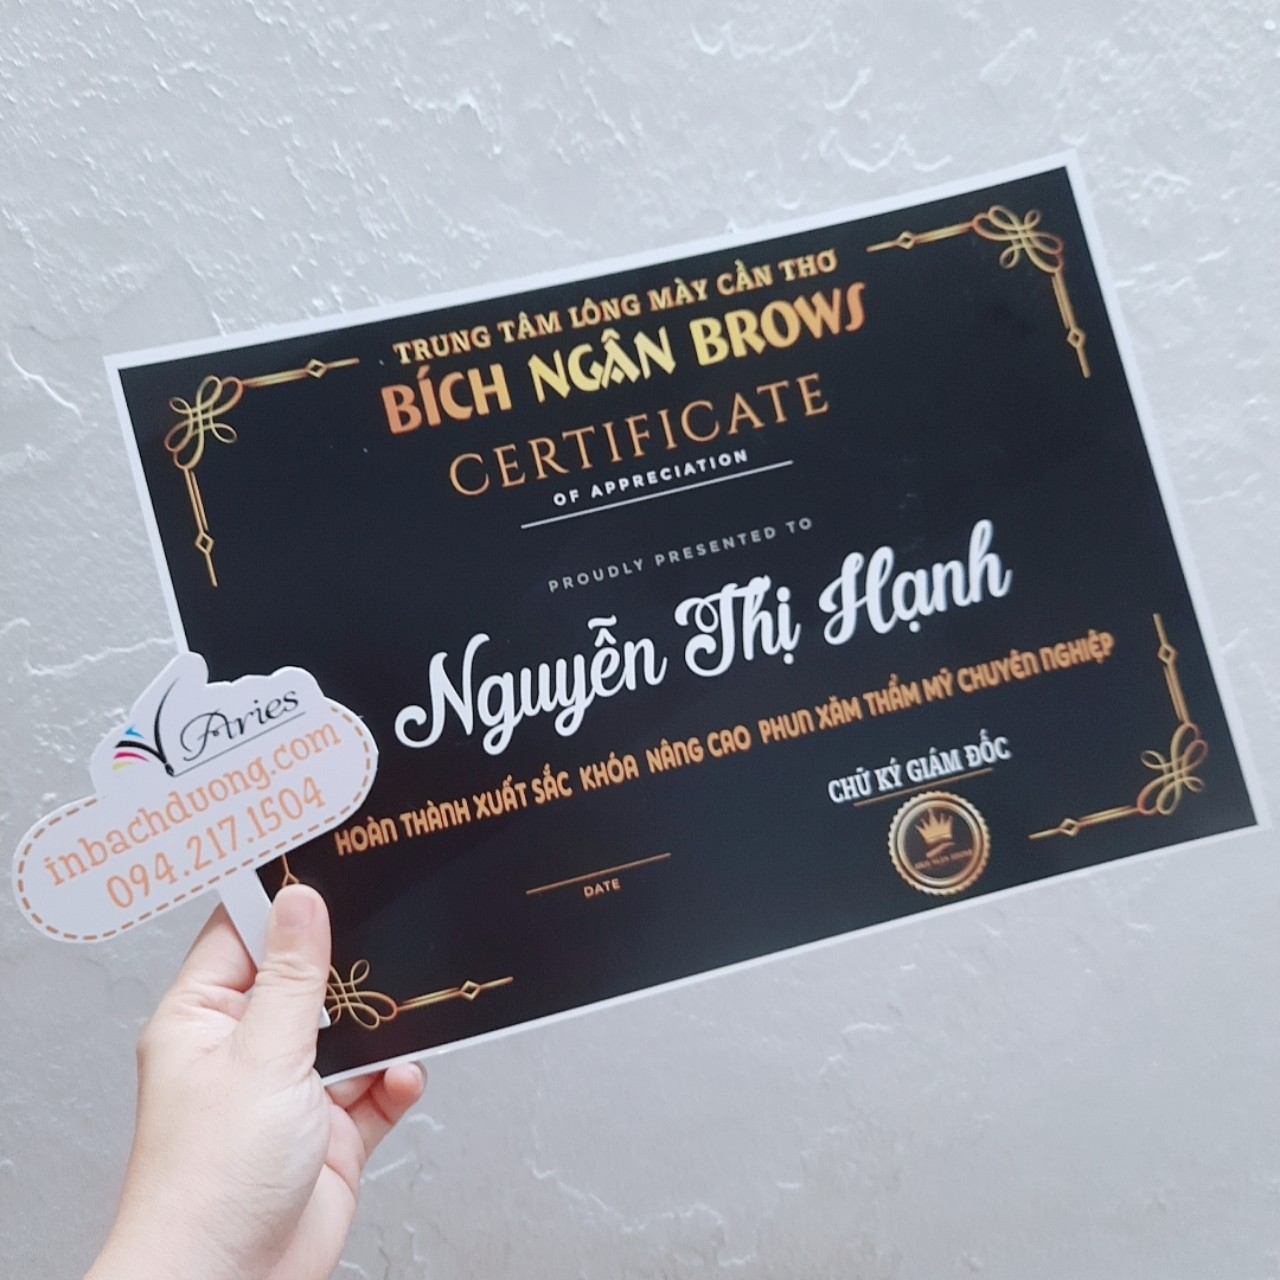 TRUNG TÂM LÔNG MÀY CẦN THƠ
BÍCH NGÂN BROWS
CERTIFICATE
OF APPRECIATION
PROUDLY PRESENTED TO
Nguyễn Thị Hạnh
HOÀN THÀNH XUẤT SẮC KHÓA NÂNG CAO PHUN XĂM THẨM MỸ CHUYÊN NGHIỆP
CHỮ KÝ GIÁM ĐỐC
DATE
Aries
inbachduong.com
094.217.1504